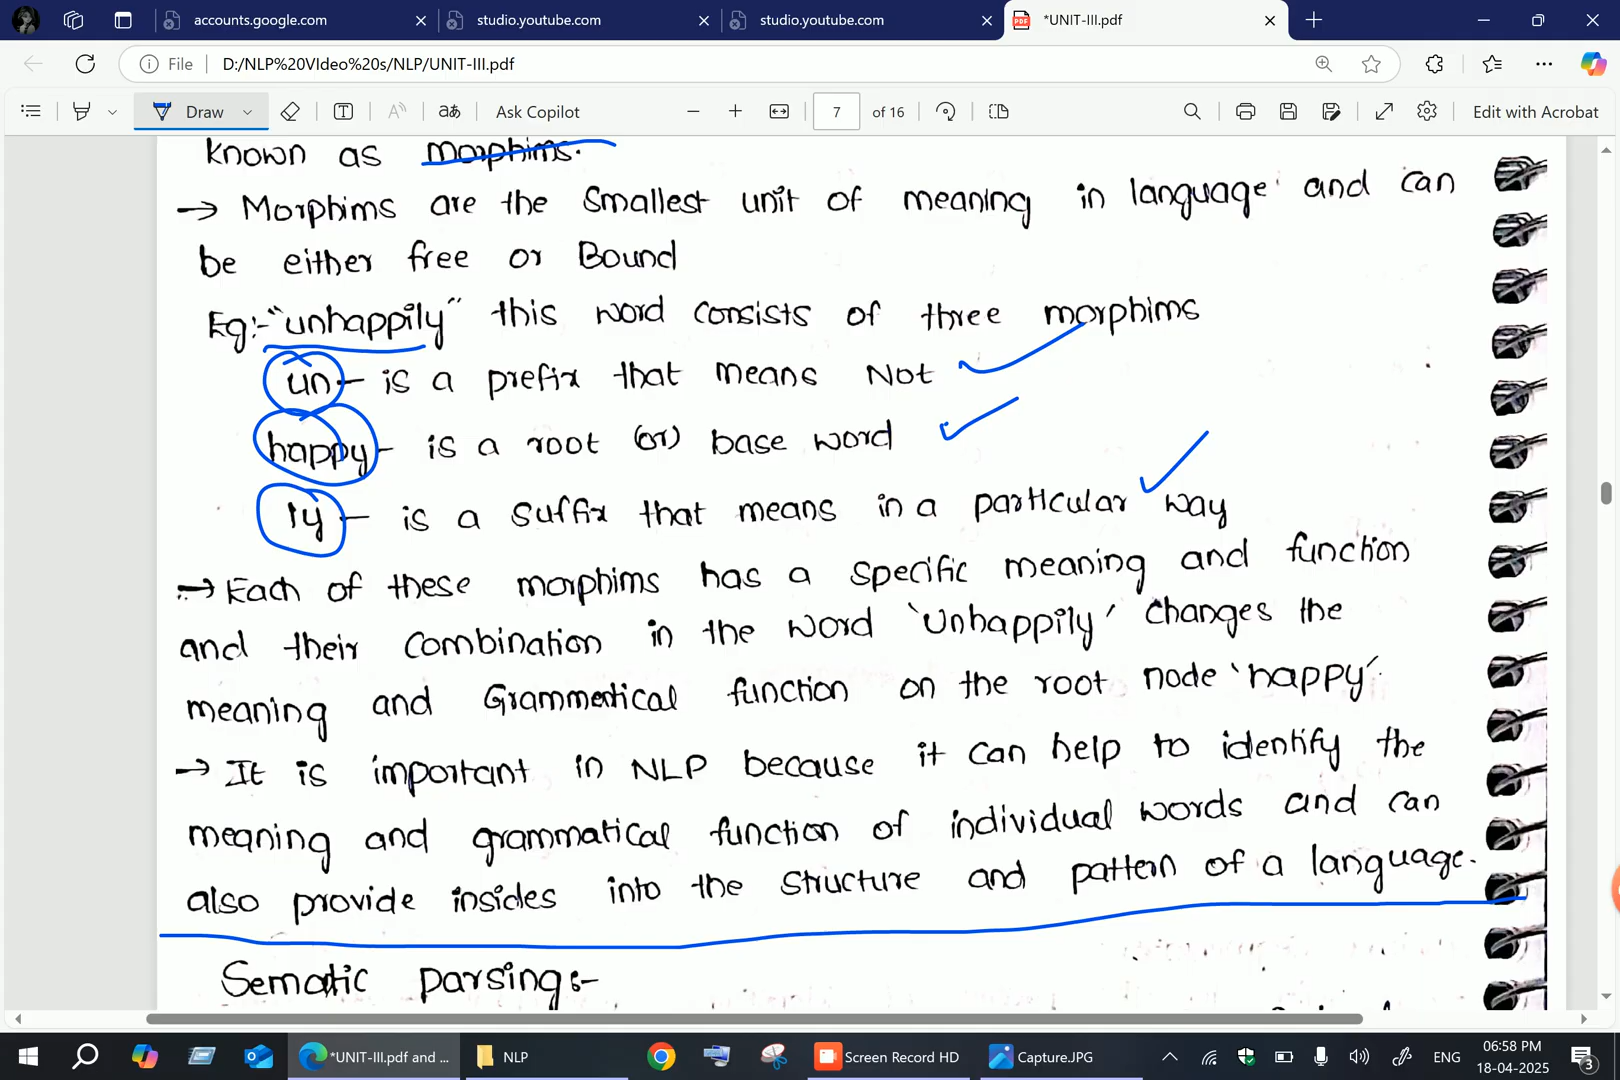 accounts.google.com
studio.youtube.com
studio.youtube.com
*UNIT-III.pdf
File
D:/NLP%20VIdeo%20s/NLP/UNIT-III.pdf
Draw
Ask Copilot
7
of 16
Edit with Acrobat
known as morphims.
→ Morphims are the smallest unit of meaning in language and can
be either free or Bound
Eg:- "unhappily" this word consists of three morphims
un - is a prefix that means Not
happy - is a root (or) base word
ly - is a suffix that means in a particular way
→ Each of these morphims has a specific meaning and function
and their combination in the word 'Unhappily' changes the
meaning and Grammatical function on the root node 'happy'.
→ It is important in NLP because it can help to identify the
meaning and grammatical function of individual words and can
also provide insides into the structure and pattern of a language.
Sematic parsing:-
*UNIT-III.pdf and ...
NLP
Screen Record HD
Capture.JPG
ENG
06:58 PM
18-04-2025
3